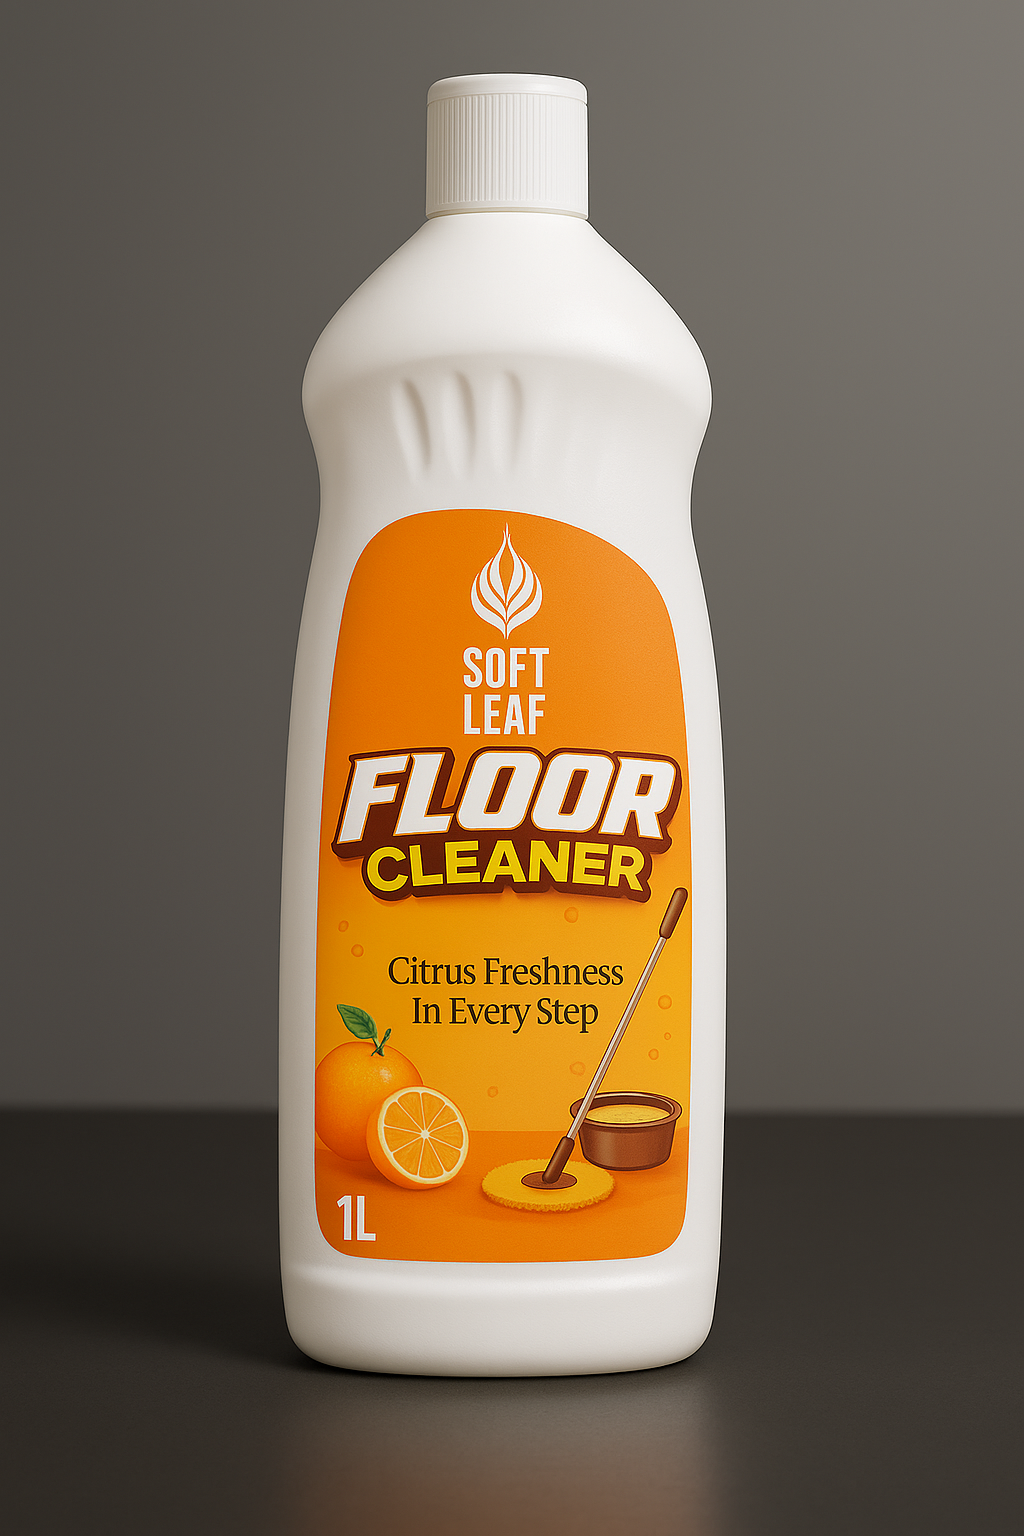 SOFT
LEAF
FLOOR
CLEANER
Citrus Freshness
In Every Step
1L